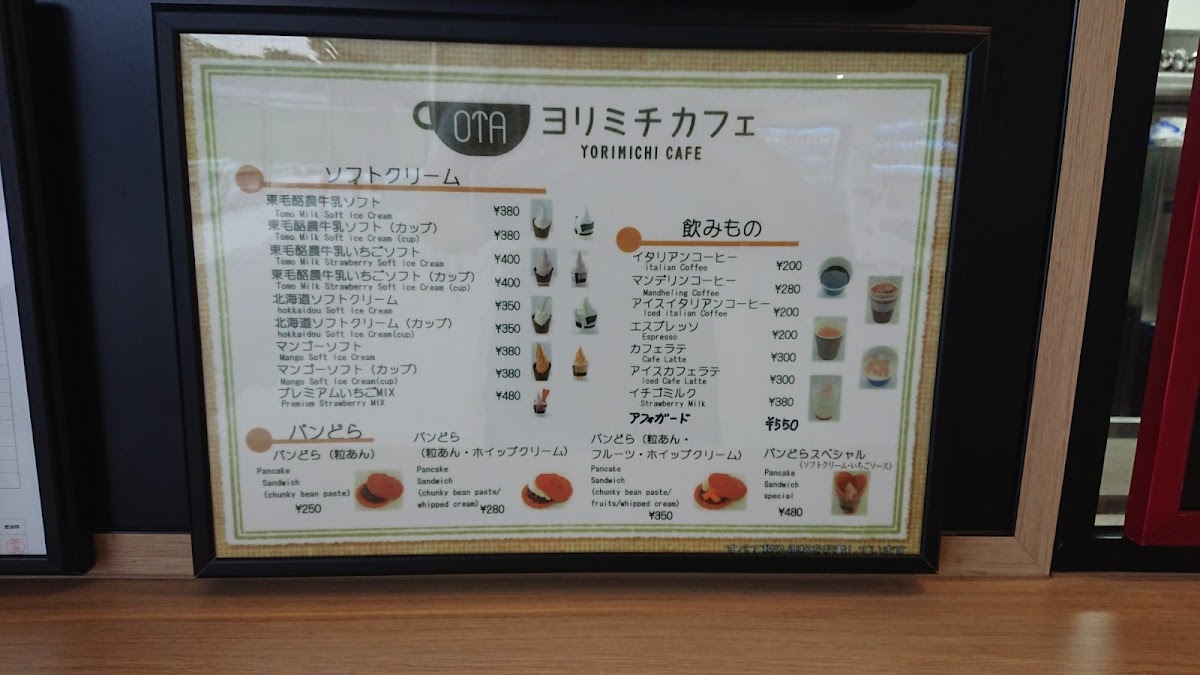 OTA
ヨリミチカフェ
YORIMICHI CAFE
ソフトクリーム
東毛酪農牛乳ソフト
Tomo Milk Soft Ice Cream ¥380
東毛酪農牛乳ソフト（カップ）
Tomo Milk Soft Ice Cream (cup) ¥380
東毛酪農牛乳いちごソフト
Tomo Milk Strawberry Soft Ice Cream ¥400
東毛酪農牛乳いちごソフト（カップ）
Tomo Milk Strawberry Soft Ice Cream (cup) ¥400
北海道ソフトクリーム
hokkaidou Soft Ice Cream ¥350
北海道ソフトクリーム（カップ）
hokkaidou Soft Ice Cream(cup) ¥350
マンゴーソフト
Mango Soft Ice Cream ¥380
マンゴーソフト（カップ）
Mango Soft Ice Cream(cup) ¥380
プレミアムいちごMIX
Premium Strawberry MIX ¥480
飲みもの
イタリアンコーヒー
italian Coffee ¥200
マンデリンコーヒー
Mandheling Coffee ¥280
アイスイタリアンコーヒー
Iced italian Coffee ¥200
エスプレッソ
Espresso ¥200
カフェラテ
Cafe Latte ¥300
アイスカフェラテ
Iced Cafe Latte ¥300
イチゴミルク
Strawberry Milk ¥380
アフォガード ¥550
パンどら
パンどら（粒あん）
Pancake
Sandwich
(chunky bean paste)
¥250
パンどら
（粒あん・ホイップクリーム）
Pancake
Sandwich
(chunky bean paste/
whipped cream) ¥280
パンどら（粒あん・
フルーツ・ホイップクリーム）
Pancake
Sandwich
(chunky bean paste/
fruits/whipped cream)
¥350
パンどらスペシャル
（ソフトクリーム・いちごソース）
Pancake
Sandwich
special
¥480